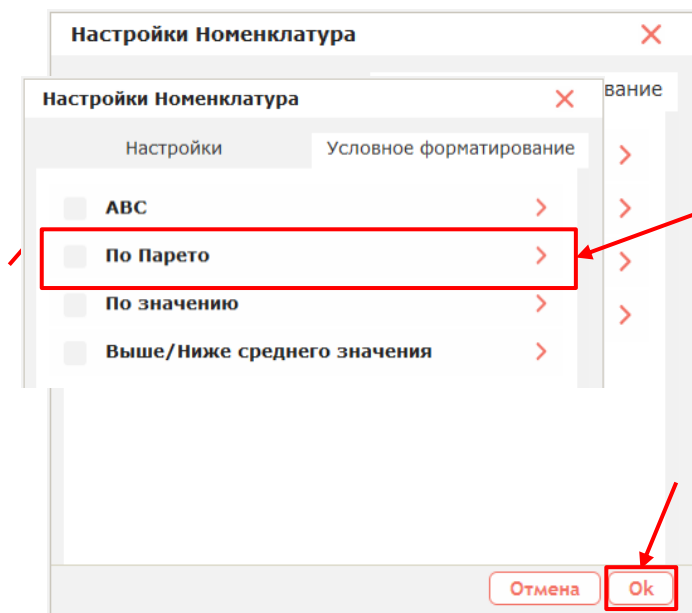 Настройки Номенклатура
вание
Настройки Номенклатура
Настройки
Условное форматирование
ABC
По Парето
По значению
Выше/Ниже среднего значения
Отмена
Ok